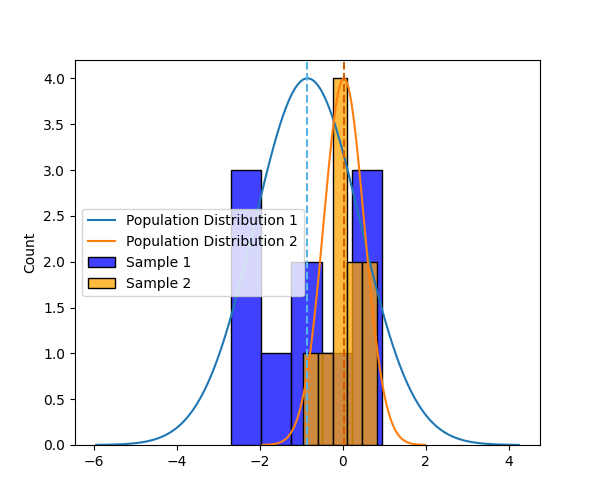 4.0
3.5
3.0
2.5
2.0
1.5
1.0
0.5
0.0
Count
Population Distribution 1
Population Distribution 2
Sample 1
Sample 2
−6 −4 −2 0 2 4